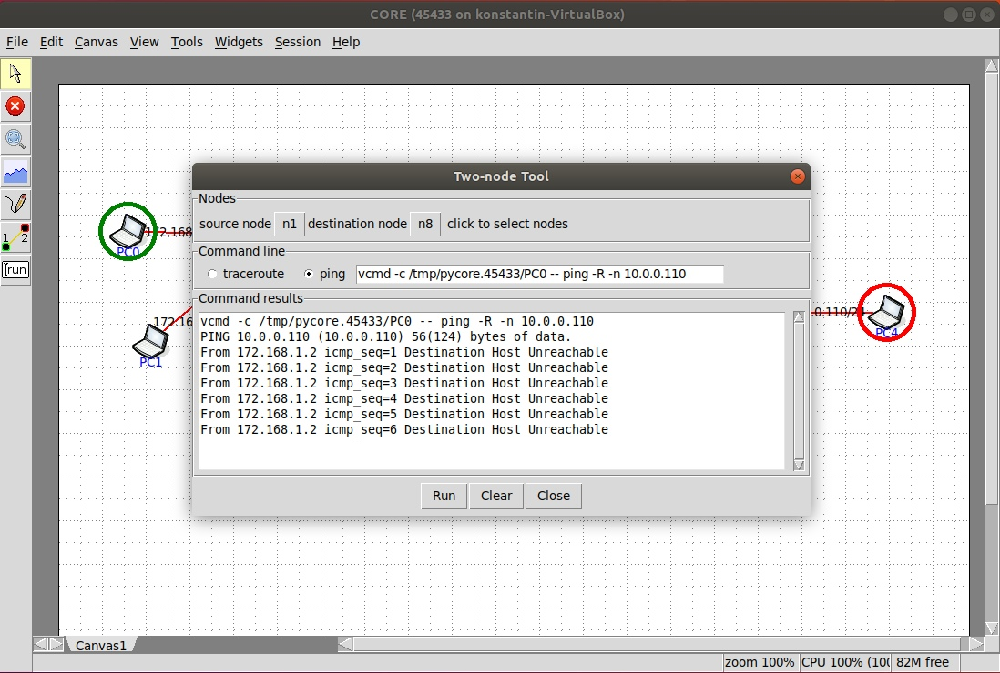 CORE (45433 on konstantin-VirtualBox)
File Edit Canvas View Tools Widgets Session Help
Two-node Tool
Nodes
source node n1 destination node n8 click to select nodes
Command line
traceroute ping vcmd -c /tmp/pycore.45433/PC0 -- ping -R -n 10.0.0.110
Command results
vcmd -c /tmp/pycore.45433/PC0 -- ping -R -n 10.0.0.110
PING 10.0.0.110 (10.0.0.110) 56(124) bytes of data.
From 172.168.1.2 icmp_seq=1 Destination Host Unreachable
From 172.168.1.2 icmp_seq=2 Destination Host Unreachable
From 172.168.1.2 icmp_seq=3 Destination Host Unreachable
From 172.168.1.2 icmp_seq=4 Destination Host Unreachable
From 172.168.1.2 icmp_seq=5 Destination Host Unreachable
From 172.168.1.2 icmp_seq=6 Destination Host Unreachable
Run Clear Close
172.168
PC0
172.16
PC1
.0.110/24
PC4
1 2
run
Canvas1
zoom 100% CPU 100% (100 82M free